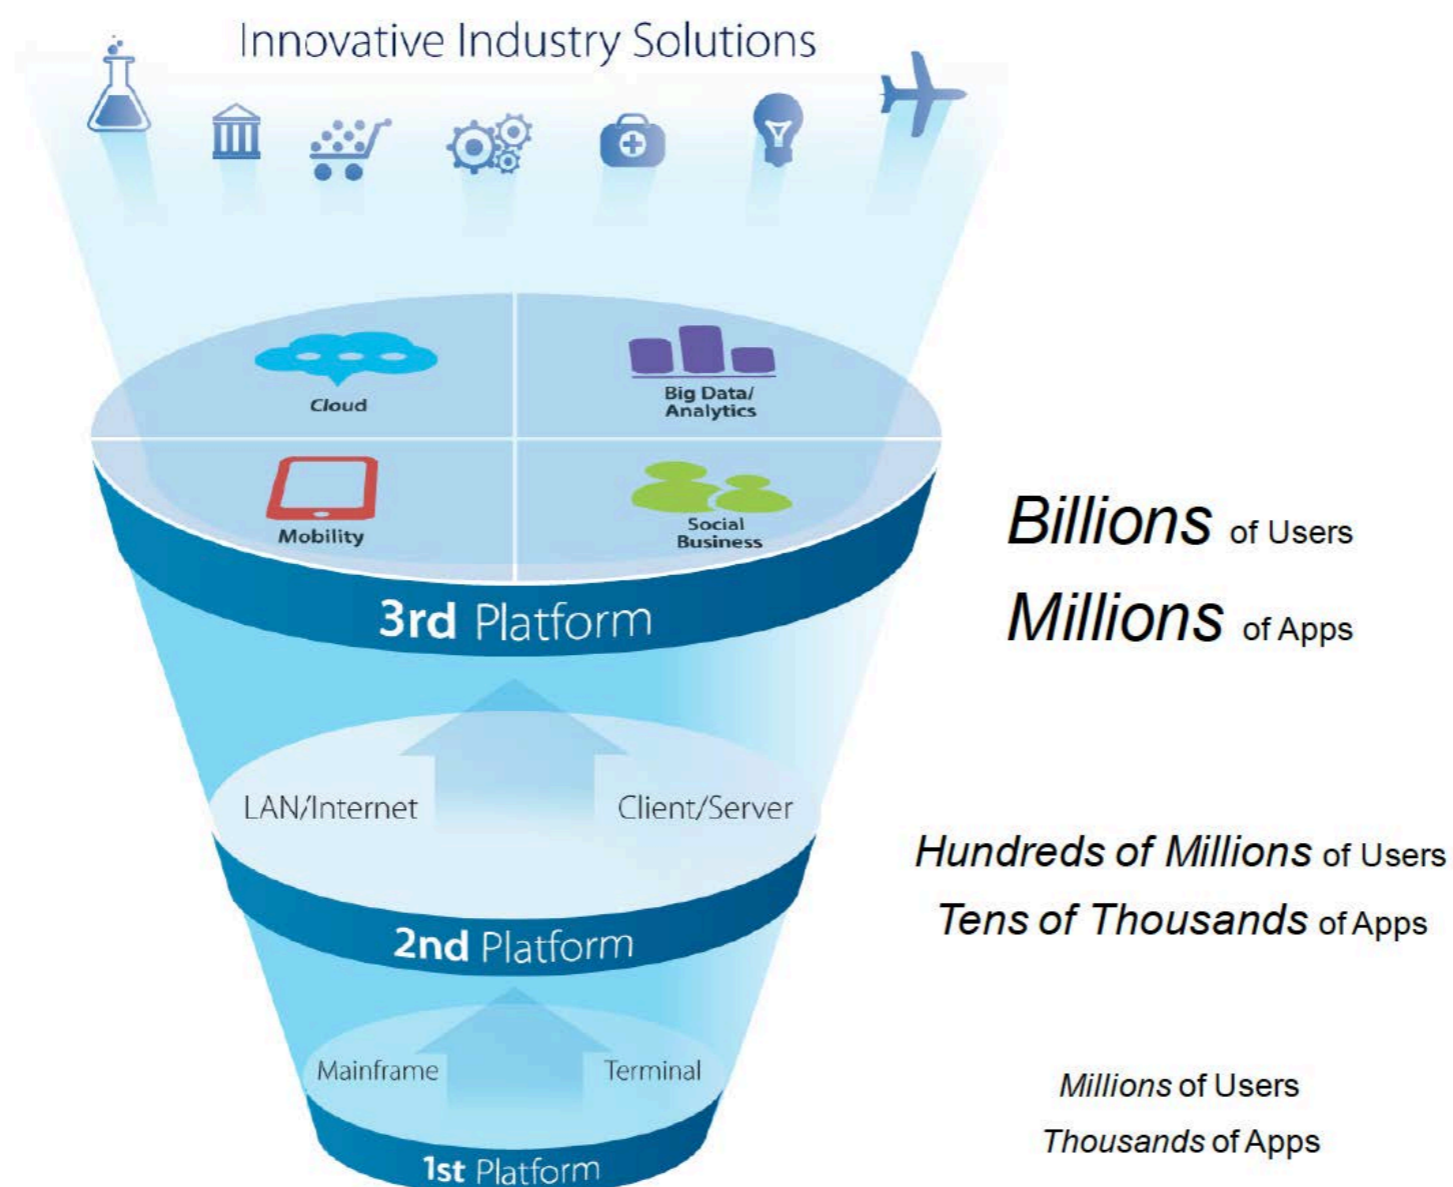 Innovative Industry Solutions
Cloud
Big Data/
Analytics
Mobility
Social
Business
3rd Platform
Billions of Users
Millions of Apps
LAN/Internet
Client/Server
2nd Platform
Hundreds of Millions of Users
Tens of Thousands of Apps
Mainframe
Terminal
1st Platform
Millions of Users
Thousands of Apps